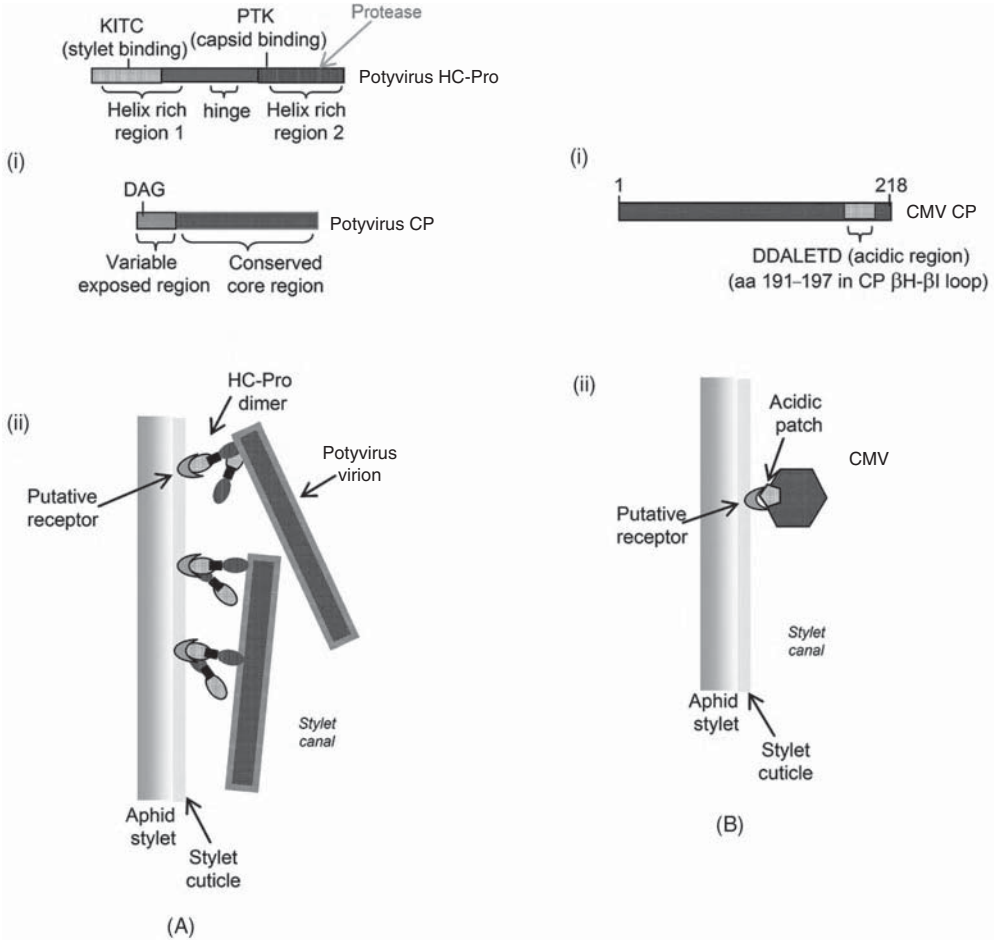 KITC
(stylet binding)
PTK
(capsid binding)
Protease
Potyvirus HC-Pro
Helix rich
region 1
hinge
Helix rich
region 2
(i)
DAG
Potyvirus CP
Variable
exposed region
Conserved
core region
(ii)
HC-Pro
dimer
Potyvirus
virion
Putative
receptor
Stylet
canal
Aphid
stylet
Stylet
cuticle
(A)
(i)
1
218
CMV CP
DDALETD (acidic region)
(aa 191–197 in CP βH-βI loop)
(ii)
Acidic
patch
CMV
Putative
receptor
Stylet
canal
Aphid
stylet
Stylet
cuticle
(B)